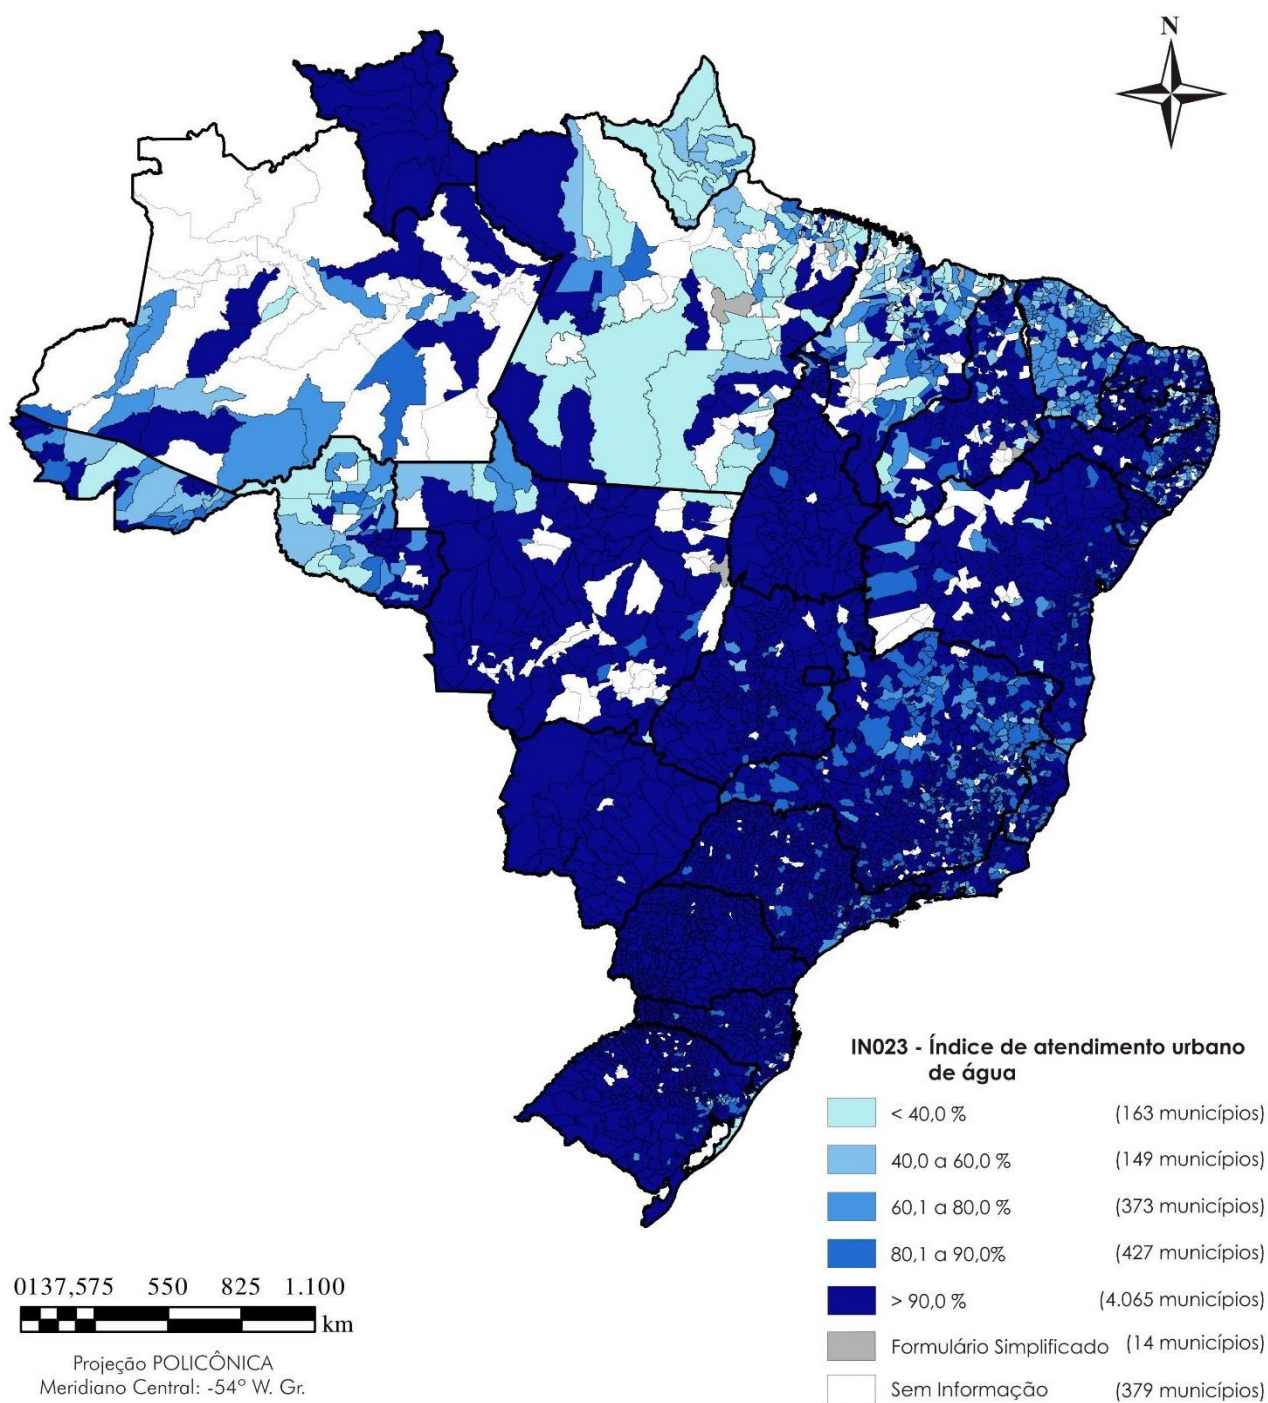 N
IN023 - Índice de atendimento urbano
de água
< 40,0 % (163 municípios)
40,0 a 60,0 % (149 municípios)
60,1 a 80,0 % (373 municípios)
80,1 a 90,0% (427 municípios)
> 90,0 % (4.065 municípios)
Formulário Simplificado (14 municípios)
Sem Informação (379 municípios)
0137,575 550 825 1.100
km
Projeção POLICÔNICA
Meridiano Central: -54º W. Gr.